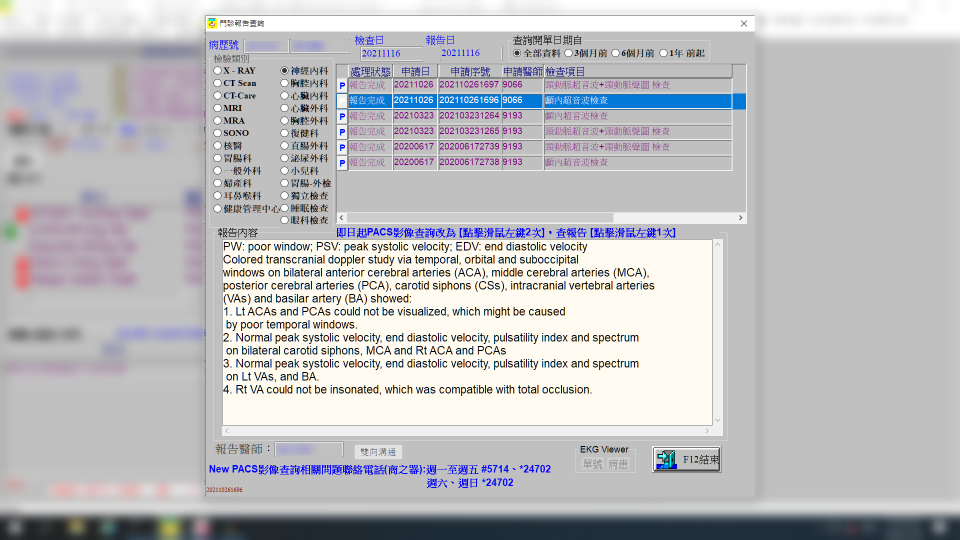 門診報告查詢
病歷號
檢查日
20211116
報告日
20211116
查詢開單日期自
全部資料 3個月前 6個月前 1年 前起
檢驗類別
X - RAY
CT Scan
CT-Care
MRI
MRA
SONO
核醫
胃腸科
一般外科
婦產科
耳鼻喉科
健康管理中心
神經內科
胸腔內科
心臟內科
心臟外科
胸腔外科
復健科
直腸外科
泌尿外科
小兒科
胃腸-外檢
獨立檢查
睡眠檢查
眼科檢查
處理狀態 申請日 申請序號 申請醫師 檢查項目
P 報告完成 20211026 202110261697 9066 頸動脈超音波+頸動脈聲圖 檢查
報告完成 20211026 202110261696 9066 顱內超音波檢查
P 報告完成 20210323 202103231264 9193 顱內超音波檢查
P 報告完成 20210323 202103231265 9193 頸動脈超音波+頸動脈聲圖 檢查
P 報告完成 20200617 202006172739 9193 頸動脈超音波+頸動脈聲圖 檢查
P 報告完成 20200617 202006172738 9193 顱內超音波檢查
報告內容
即日起PACS影像查詢改為 [點擊滑鼠左鍵2次]，查報告 [點擊滑鼠左鍵1次]
PW: poor window; PSV: peak systolic velocity; EDV: end diastolic velocity
Colored transcranial doppler study via temporal, orbital and suboccipital
windows on bilateral anterior cerebral arteries (ACA), middle cerebral arteries (MCA),
posterior cerebral arteries (PCA), carotid siphons (CSs), intracranial vertebral arteries
(VAs) and basilar artery (BA) showed:
1. Lt ACAs and PCAs could not be visualized, which might be caused
by poor temporal windows.
2. Normal peak systolic velocity, end diastolic velocity, pulsatility index and spectrum
on bilateral carotid siphons, MCA and Rt ACA and PCAs
3. Normal peak systolic velocity, end diastolic velocity, pulsatility index and spectrum
on Lt VAs, and BA.
4. Rt VA could not be insonated, which was compatible with total occlusion.
報告醫師：
雙向溝通
EKG Viewer
單號 病患
F12結束
New PACS影像查詢相關問題聯絡電話(商之器):週一至週五 #5714、*24702
週六、週日 *24702
202110261696